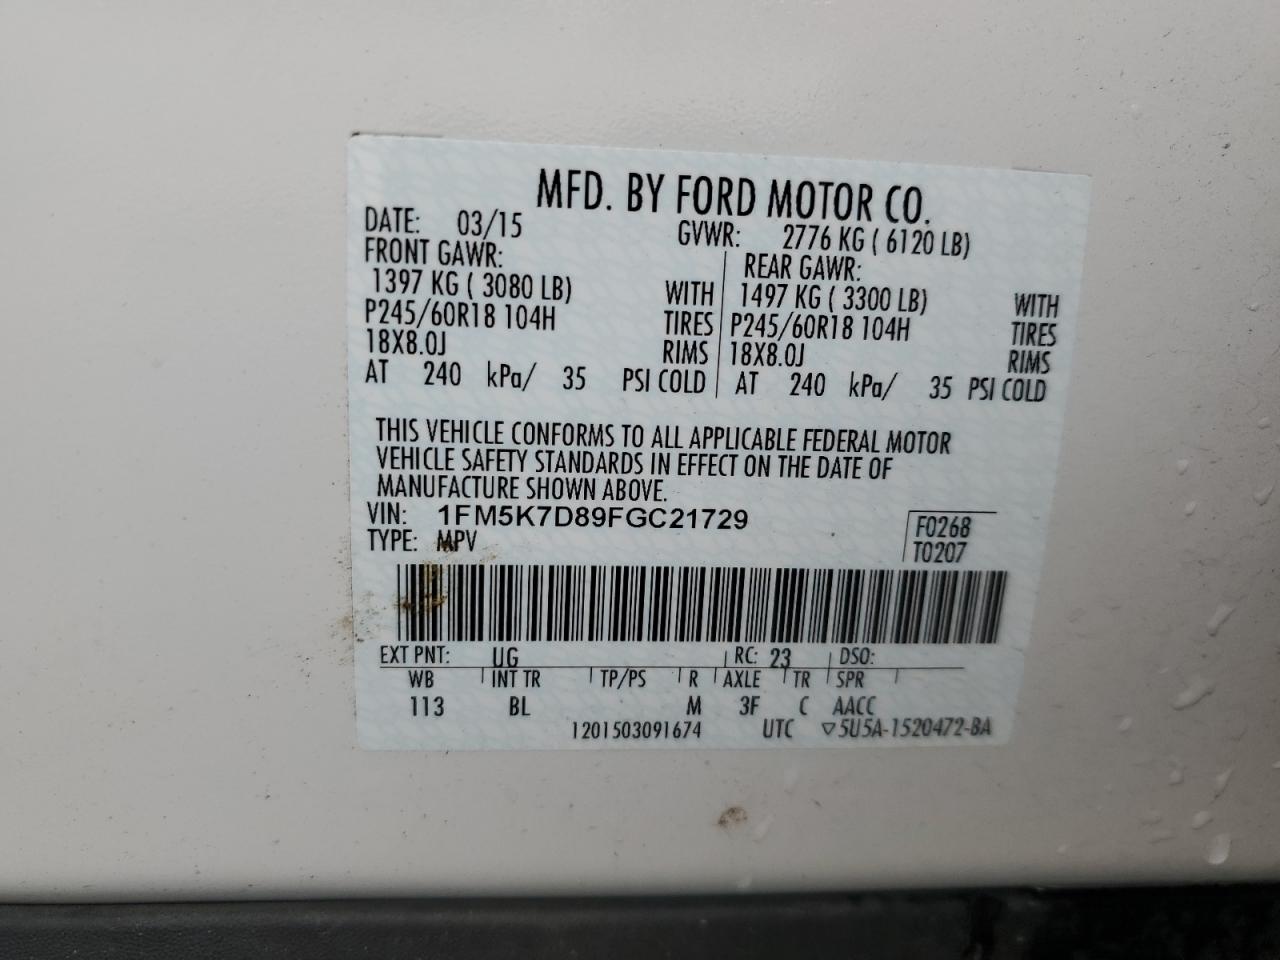 MFD. BY FORD MOTOR CO.
DATE: 03/15 GVWR: 2776 KG ( 6120 LB)
FRONT GAWR: REAR GAWR:
1397 KG ( 3080 LB) WITH 1497 KG ( 3300 LB) WITH
P245/60R18 104H TIRES P245/60R18 104H TIRES
18X8.0J RIMS 18X8.0J RIMS
AT 240 kPa/ 35 PSI COLD AT 240 kPa/ 35 PSI COLD
THIS VEHICLE CONFORMS TO ALL APPLICABLE FEDERAL MOTOR
VEHICLE SAFETY STANDARDS IN EFFECT ON THE DATE OF
MANUFACTURE SHOWN ABOVE.
VIN: 1FM5K7D89FGC21729 F0268
TYPE: MPV T0207
EXT PNT: UG RC: 23 DSO:
WB INT TR TP/PS R AXLE TR SPR
113 BL M 3F C AACC
1201503091674 UTC ▽5U5A-1520472-BA